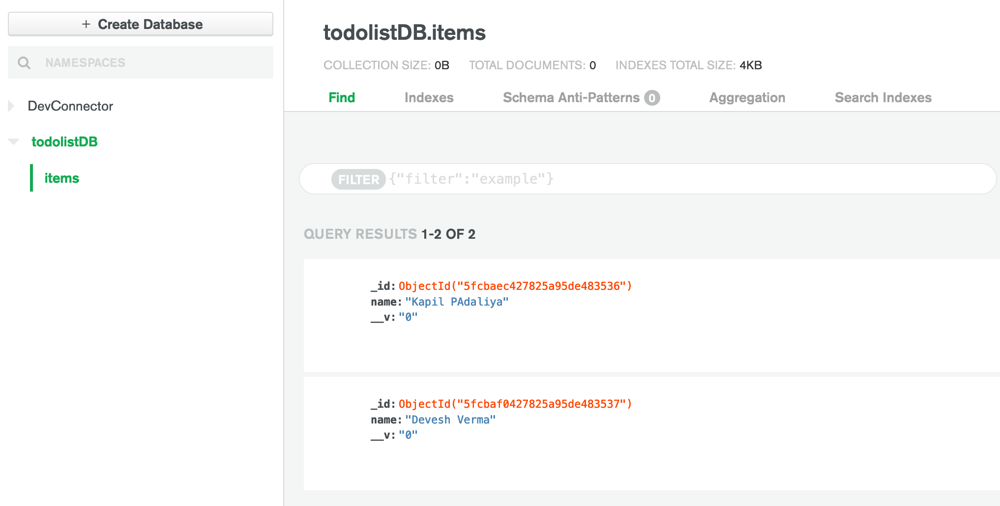 + Create Database
NAMESPACES
DevConnector
todolistDB
items
todolistDB.items
COLLECTION SIZE: 0B TOTAL DOCUMENTS: 0 INDEXES TOTAL SIZE: 4KB
Find Indexes Schema Anti-Patterns 0 Aggregation Search Indexes
FILTER {"filter":"example"}
QUERY RESULTS 1-2 OF 2
_id: ObjectId("5fcbaec427825a95de483536")
name: "Kapil PAdaliya"
__v: "0"
_id: ObjectId("5fcbaf0427825a95de483537")
name: "Devesh Verma"
__v: "0"